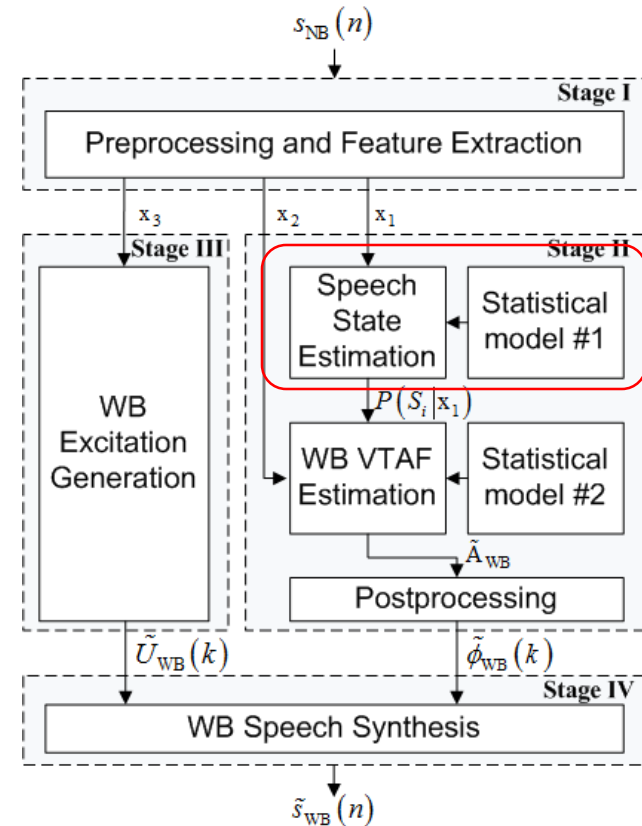 s_NB(n)
Stage I
Preprocessing and Feature Extraction
x_3
x_2
x_1
Stage III
Stage II
WB
Excitation
Generation
Speech
State
Estimation
Statistical
model #1
P(S_i|x_1)
WB VTAF
Estimation
Statistical
model #2
Ã_WB
Postprocessing
Ũ_WB(k)
ϕ̃_WB(k)
Stage IV
WB Speech Synthesis
s̃_WB(n)